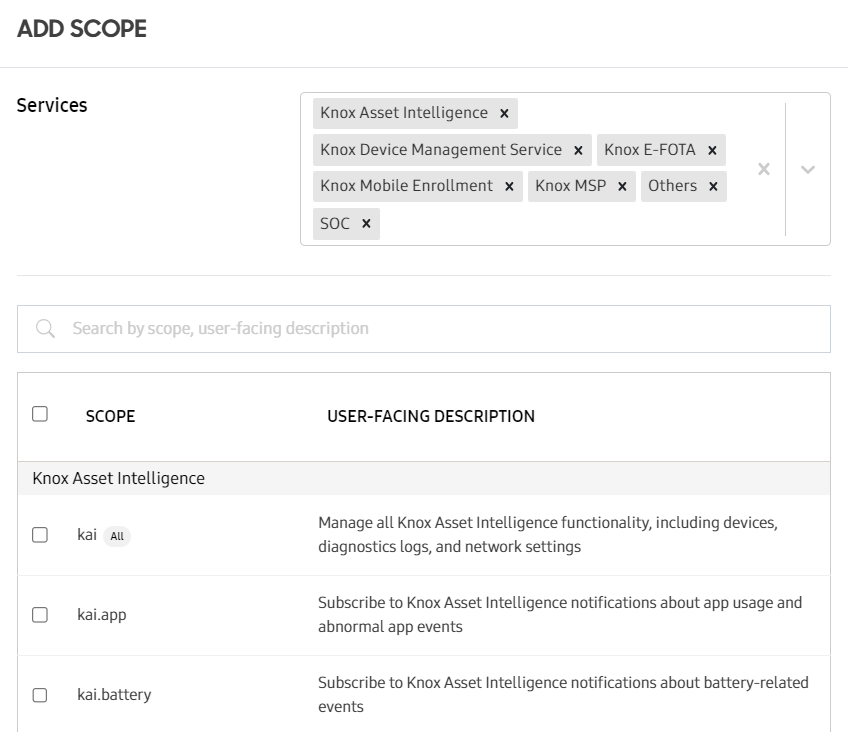 ADD SCOPE
Services
Knox Asset Intelligence
Knox Device Management Service
Knox E-FOTA
Knox Mobile Enrollment
Knox MSP
Others
SOC
Search by scope, user-facing description
SCOPE
USER-FACING DESCRIPTION
Knox Asset Intelligence
kai All
Manage all Knox Asset Intelligence functionality, including devices,
diagnostics logs, and network settings
kai.app
Subscribe to Knox Asset Intelligence notifications about app usage and
abnormal app events
kai.battery
Subscribe to Knox Asset Intelligence notifications about battery-related
events